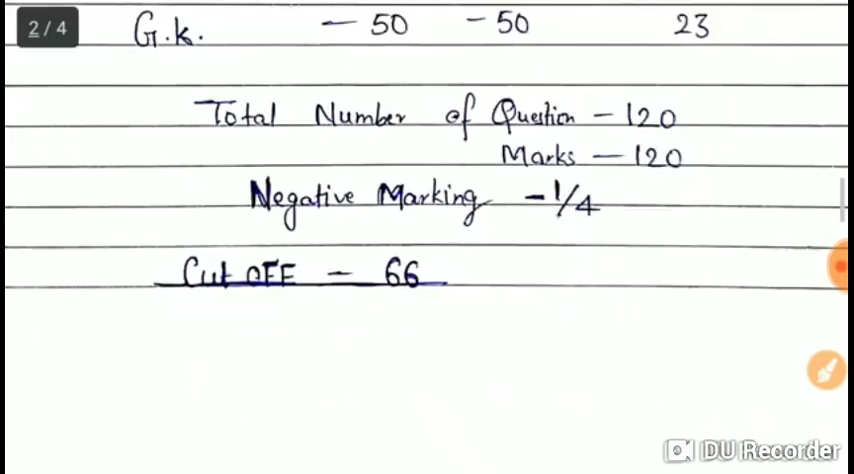 2/4
G.k. - 50 - 50 23
Total Number of Question - 120
Marks - 120
Negative Marking - 1/4
Cut OFF - 66
DU Recorder